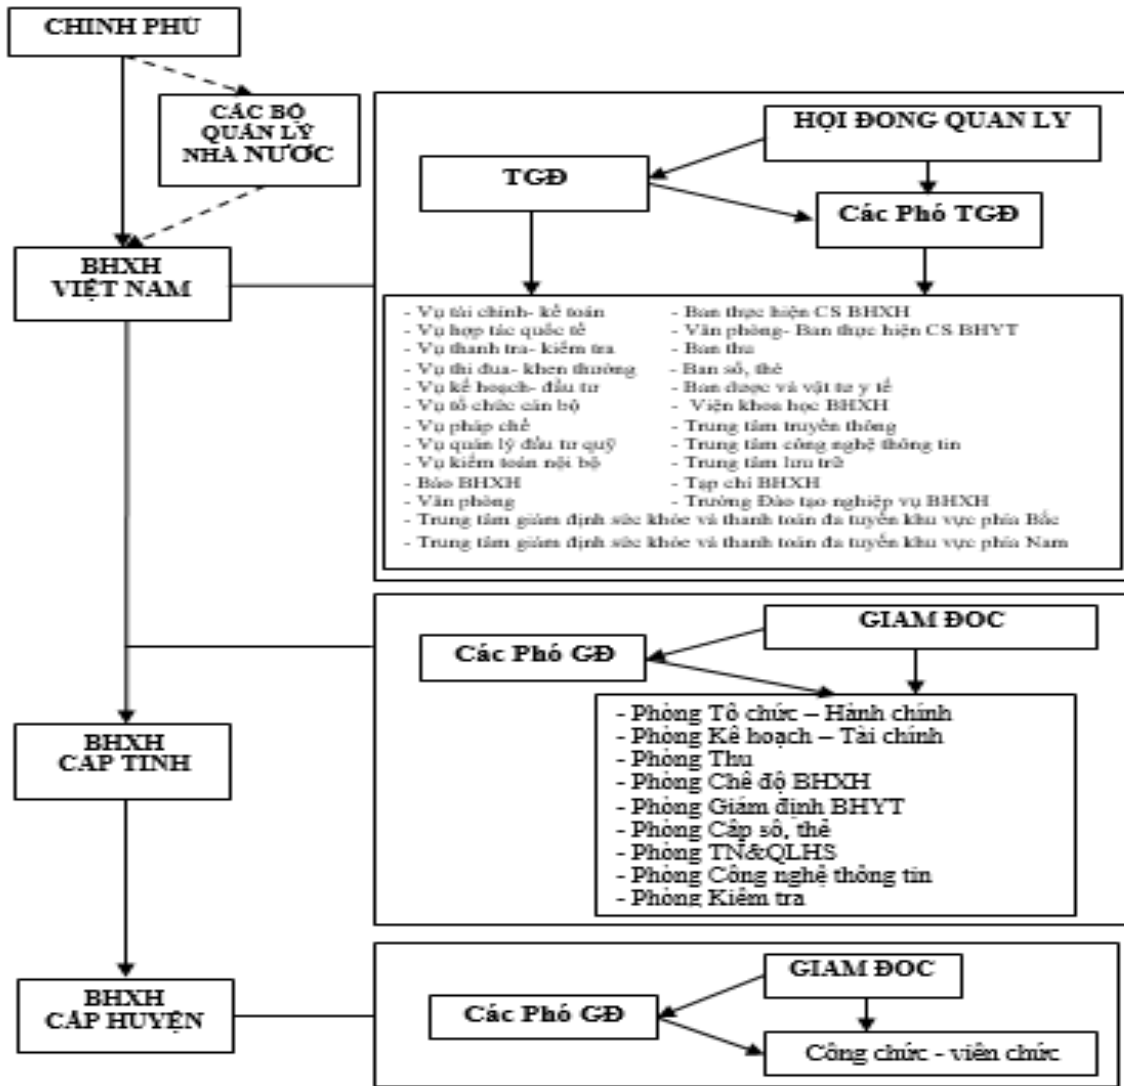 CHINH PHỦ
CÁC BỘ
QUẢN LÝ
NHÀ NƯỚC
HỘI ĐONG QUAN LY
TGĐ
Các Phó TGĐ
BHXH
VIỆT NAM
- Vụ tài chính- kế toán
- Vụ hợp tác quốc tế
- Vụ thanh tra- kiểm tra
- Vụ thi đua- khen thưởng
- Vụ kế hoạch- đầu tư
- Vụ tổ chức cán bộ
- Vụ pháp chế
- Vụ quản lý đầu tư quỹ
- Vụ kiểm toán nội bộ
- Báo BHXH
- Văn phòng
- Ban thực hiện CS BHXH
- Văn phòng- Ban thực hiện CS BHYT
- Ban thu
- Ban sổ, thẻ
- Ban dược và vật tư y tế
- Viện khoa học BHXH
- Trung tâm truyền thông
- Trung tâm công nghệ thông tin
- Trung tâm lưu trữ
- Tạp chí BHXH
- Trường Đào tạo nghiệp vụ BHXH
- Trung tâm giám định sức khỏe và thanh toán đa tuyến khu vực phía Bắc
- Trung tâm giám định sức khỏe và thanh toán đa tuyến khu vực phía Nam
GIAM ĐOC
Các Phó GĐ
BHXH
CAP TINH
- Phòng Tổ chức – Hành chính
- Phòng Kế hoạch – Tài chính
- Phòng Thu
- Phòng Chế độ BHXH
- Phòng Giám định BHYT
- Phòng Cấp sổ, thẻ
- Phòng TN&QLHS
- Phòng Công nghệ thông tin
- Phòng Kiểm tra
GIAM ĐOC
BHXH
CẤP HUYỆN
Các Phó GĐ
Công chức - viên chức